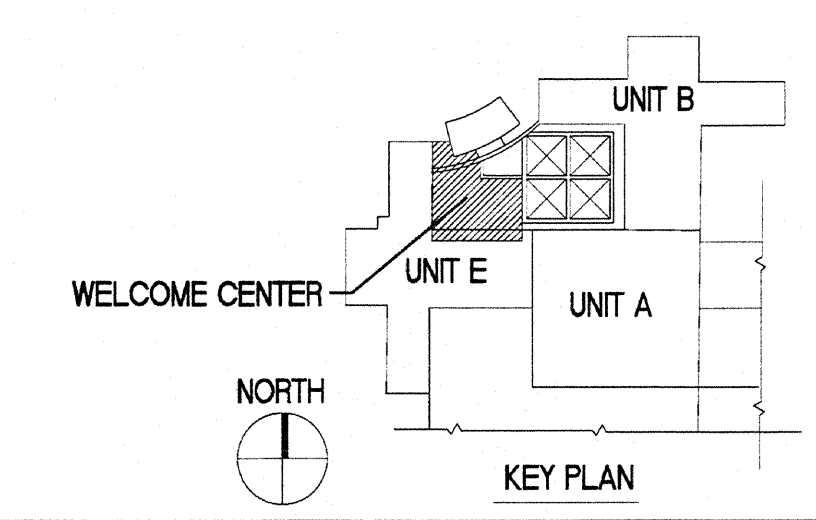 UNIT B
UNIT E
WELCOME CENTER
UNIT A
NORTH
KEY PLAN